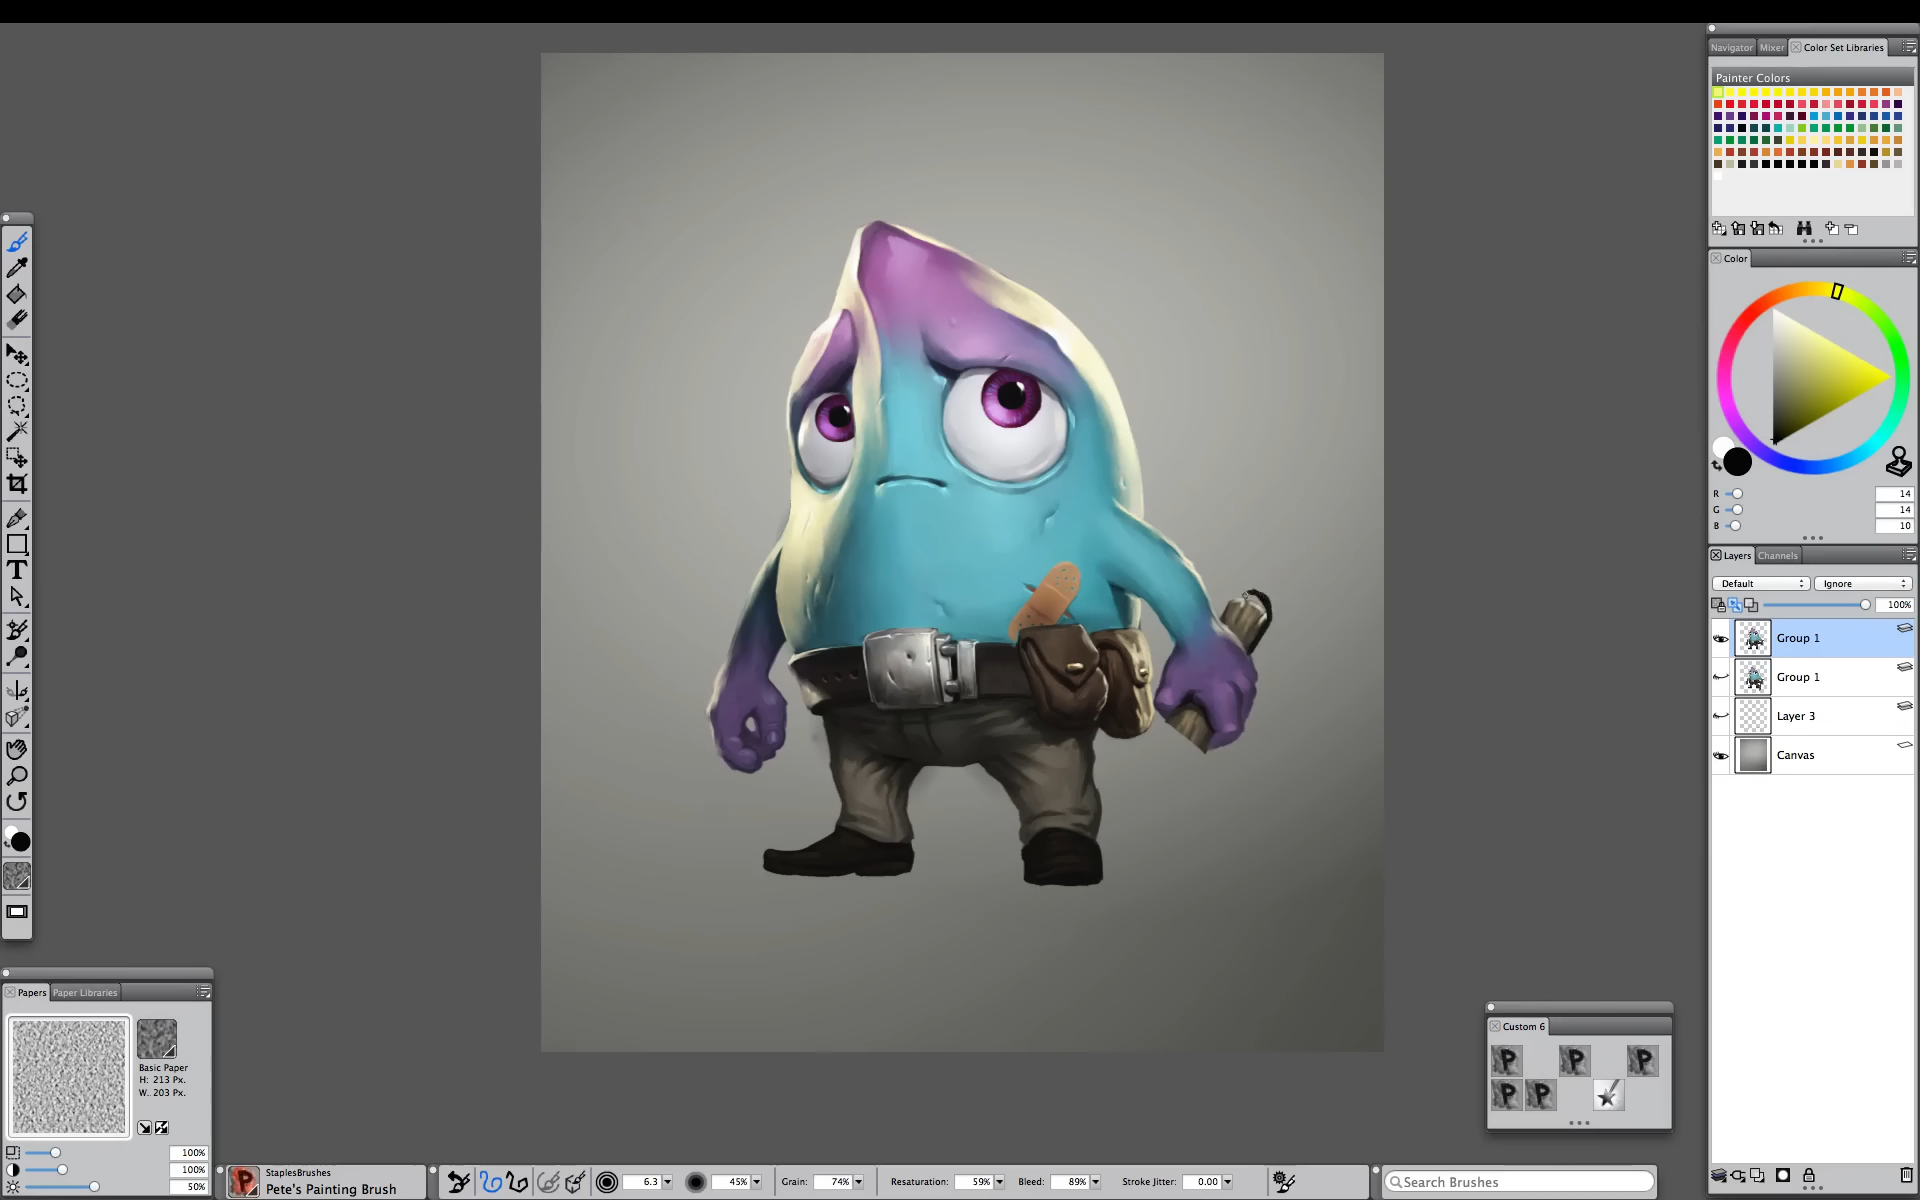 Navigator Mixer Color Set Libraries
Painter Colors
Color
R 14
G 14
B 10
Layers Channels
Default Ignore
100%
Group 1
Group 1
Layer 3
Canvas
T
Papers Paper Libraries
Basic Paper
H: 213 Px.
W.. 203 Px.
100%
100%
50%
Custom 6
P P P
P P
P
StaplesBrushes
Pete's Painting Brush
6.3 45% Grain: 74% Resaturation: 59% Bleed: 89% Stroke Jitter: 0.00
Search Brushes